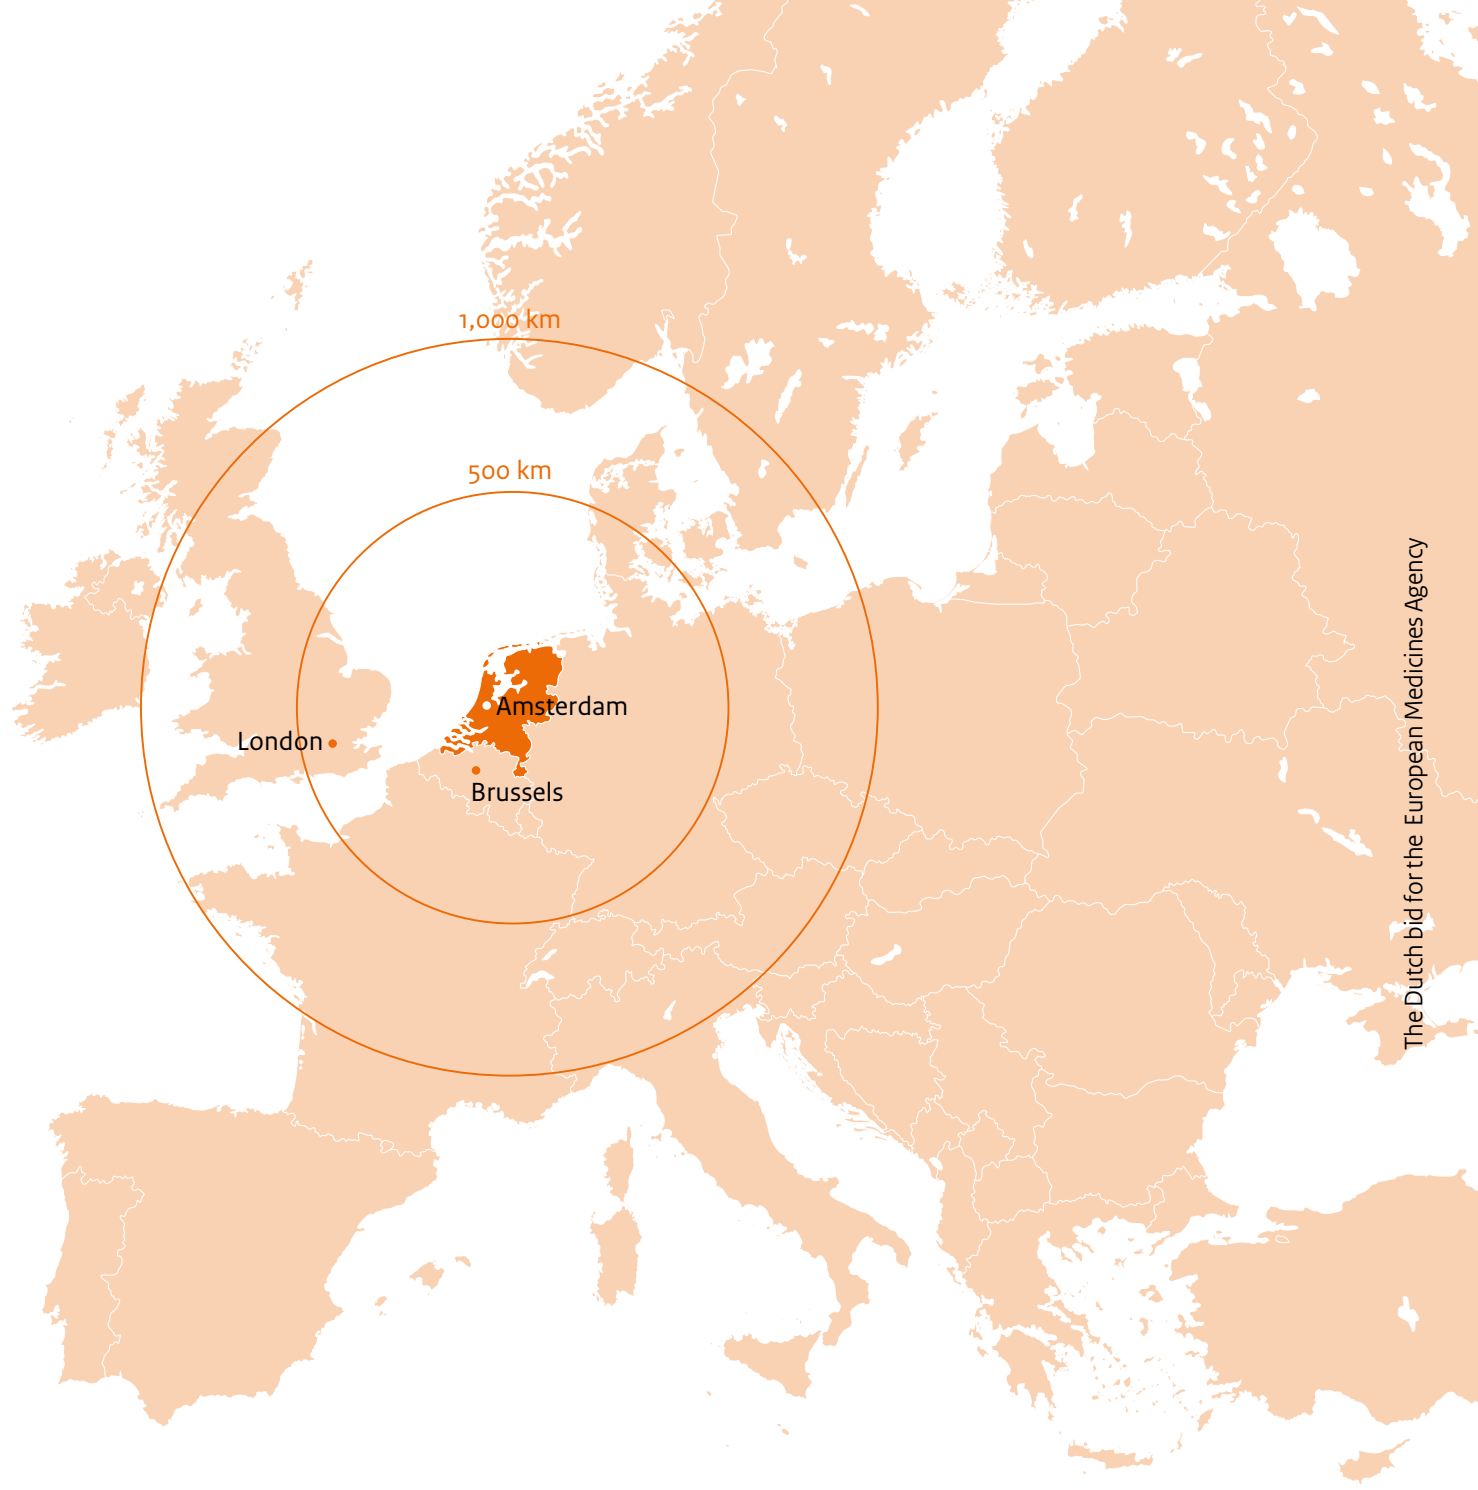 1,000 km
500 km
Amsterdam
London
Brussels
The Dutch bid for the European Medicines Agency